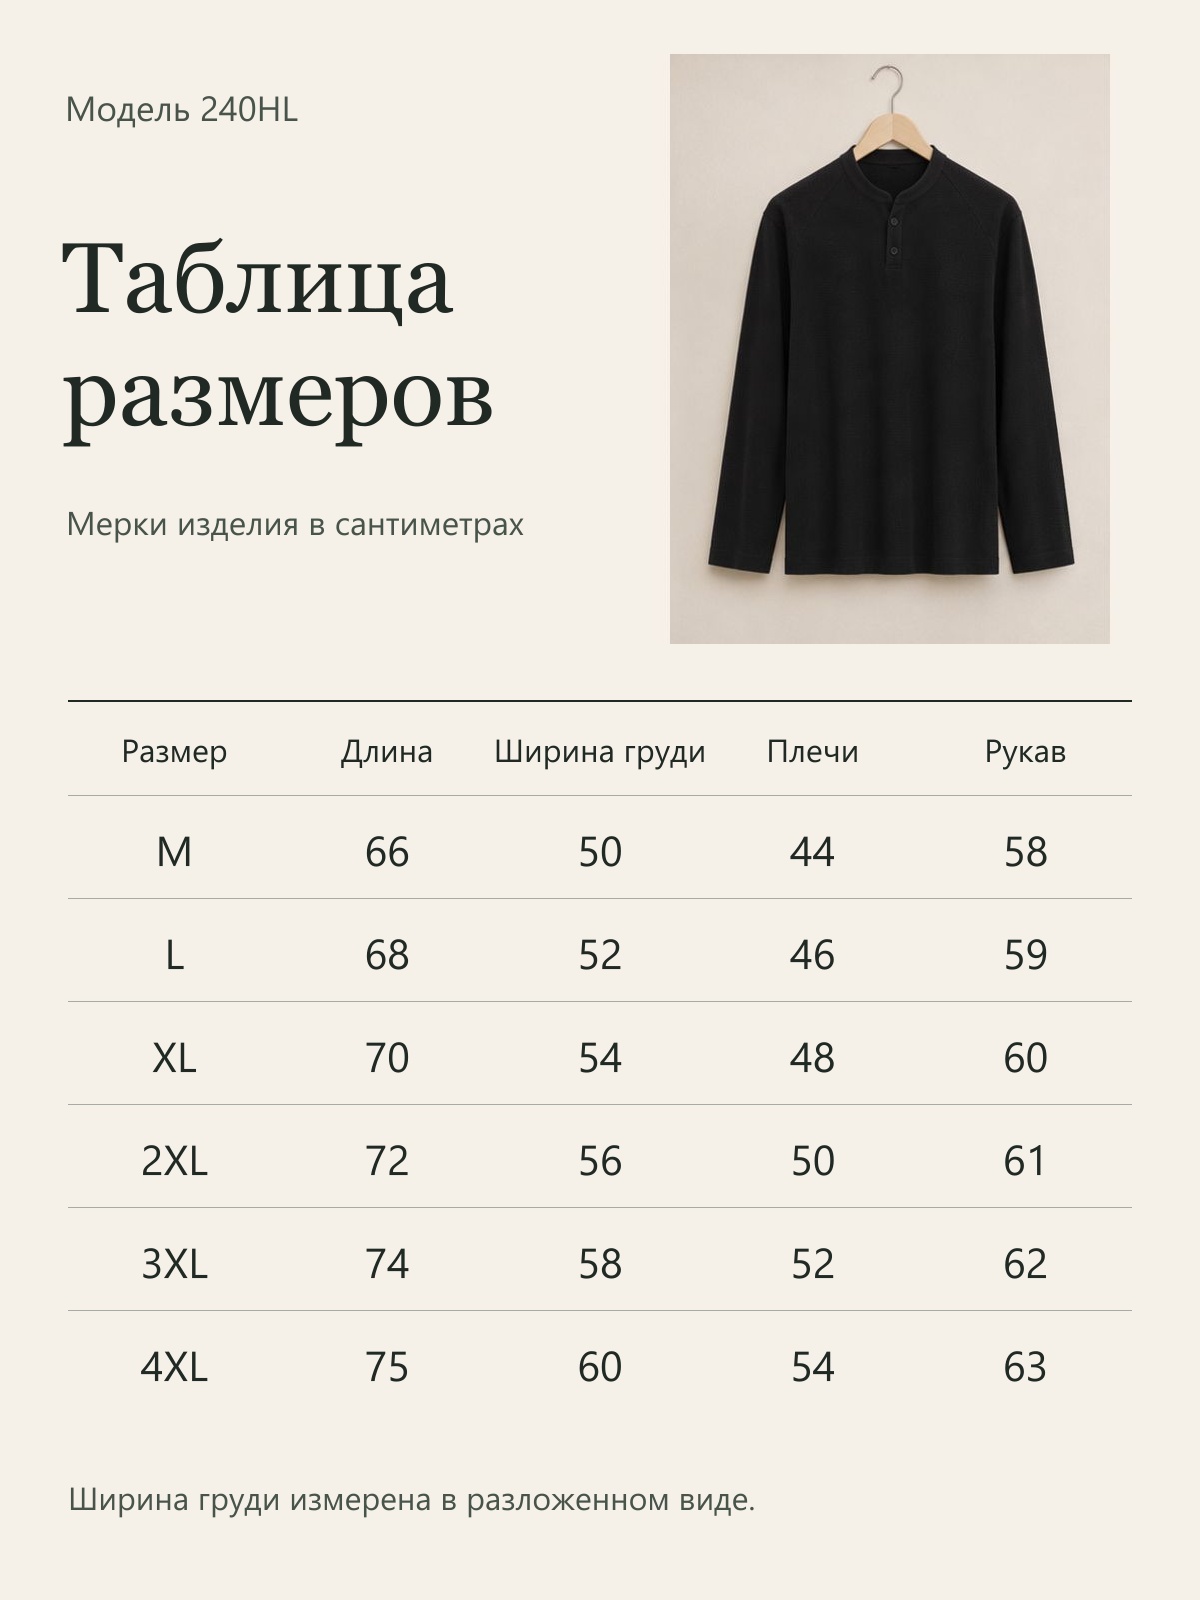 Модель 240HL
Таблица
размеров
Мерки изделия в сантиметрах
Размер Длина Ширина груди Плечи Рукав
M 66 50 44 58
L 68 52 46 59
XL 70 54 48 60
2XL 72 56 50 61
3XL 74 58 52 62
4XL 75 60 54 63
Ширина груди измерена в разложенном виде.